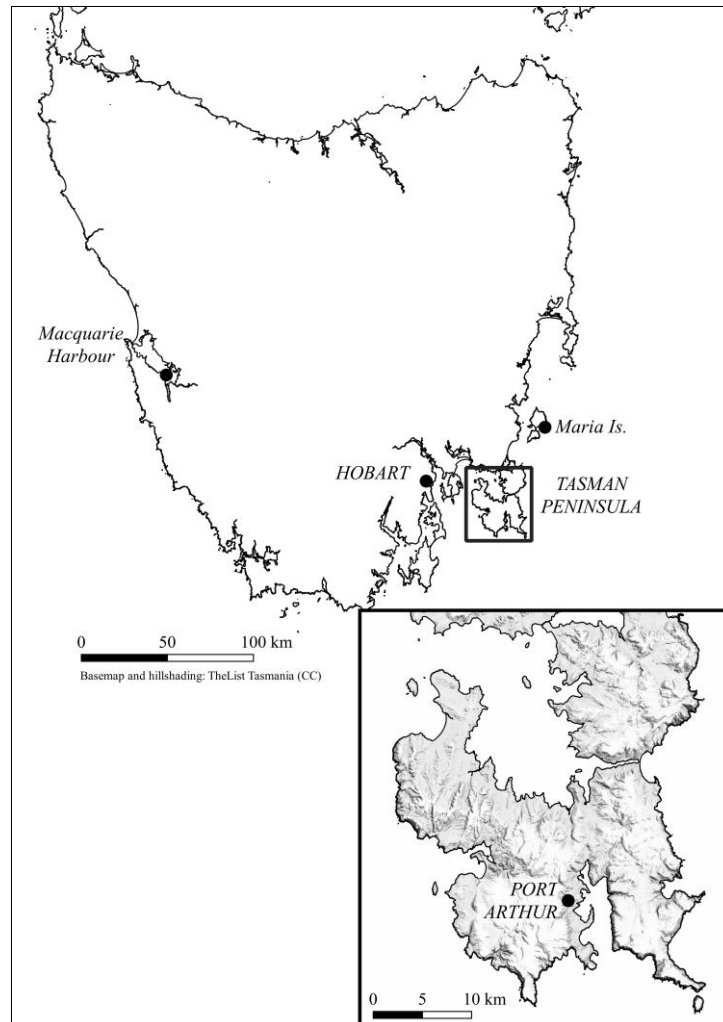 Macquarie
Harbour
Maria Is.
HOBART
TASMAN
PENINSULA
0 50 100 km
Basemap and hillshading: TheList Tasmania (CC)
PORT
ARTHUR
0 5 10 km